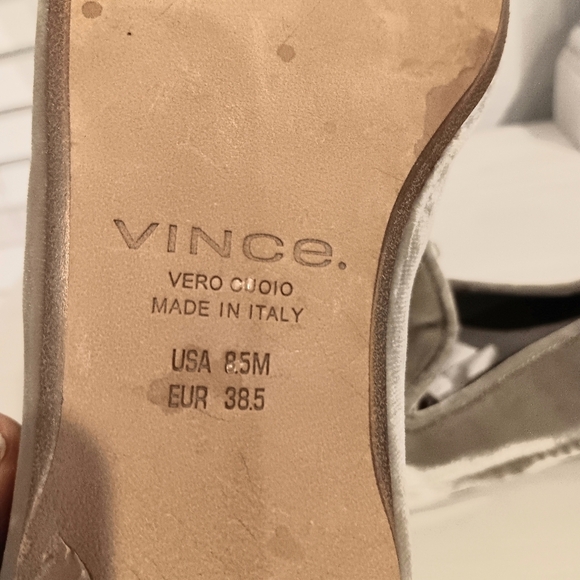 VINCe.
VERO CUOIO
MADE IN ITALY
USA 8.5M
EUR 38.5